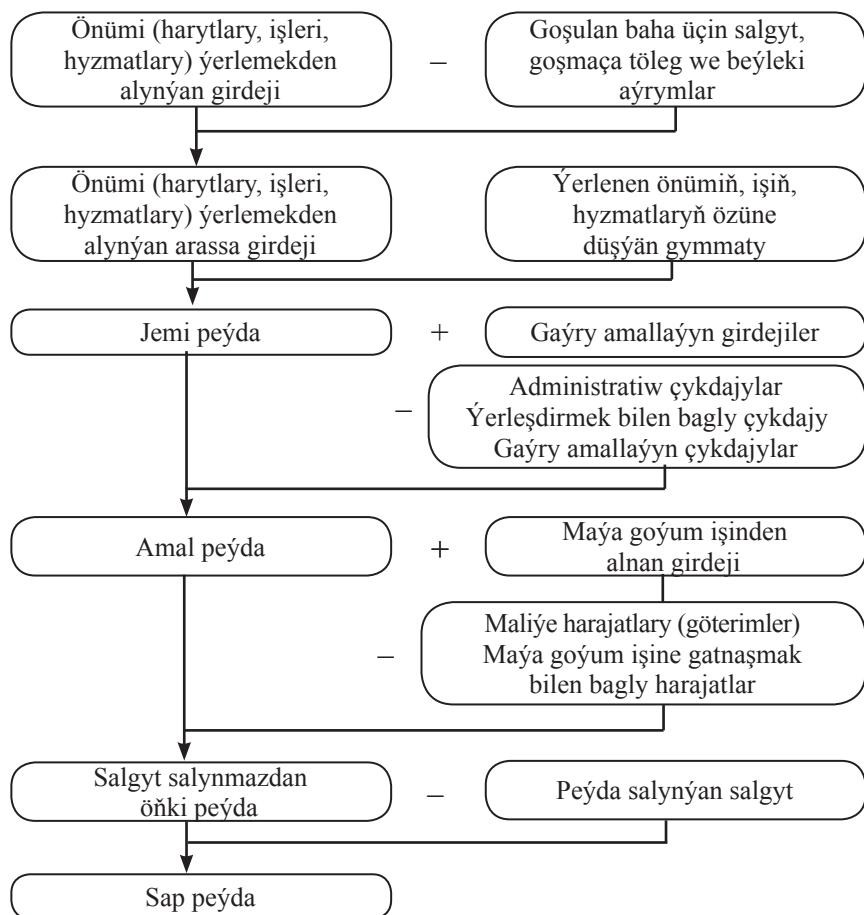 Önümi (harytlary, işleri,
hyzmatlary) ýerlemekden
alynýan girdeji
–
Goşulan baha üçin salgyt,
goşmaça töleg we beýleki
aýrymlar
Önümi (harytlary, işleri,
hyzmatlary) ýerlemekden
alynýan arassa girdeji
Ýerlenen önümiň, işiň,
hyzmatlaryň özüne
düşýän gymmaty
Jemi peýda
+
Gaýry amallaýyn girdejiler
–
Administratiw çykdajylar
Ýerleşdirmek bilen bagly çykdajy
Gaýry amallaýyn çykdajylar
Amal peýda
+
Maýa goýum işinden
alnan girdeji
–
Maliýe harajatlary (göterimler)
Maýa goýum işine gatnaşmak
bilen bagly harajatlar
Salgyt salynmazdan
öňki peýda
–
Peýda salynýan salgyt
Sap peýda